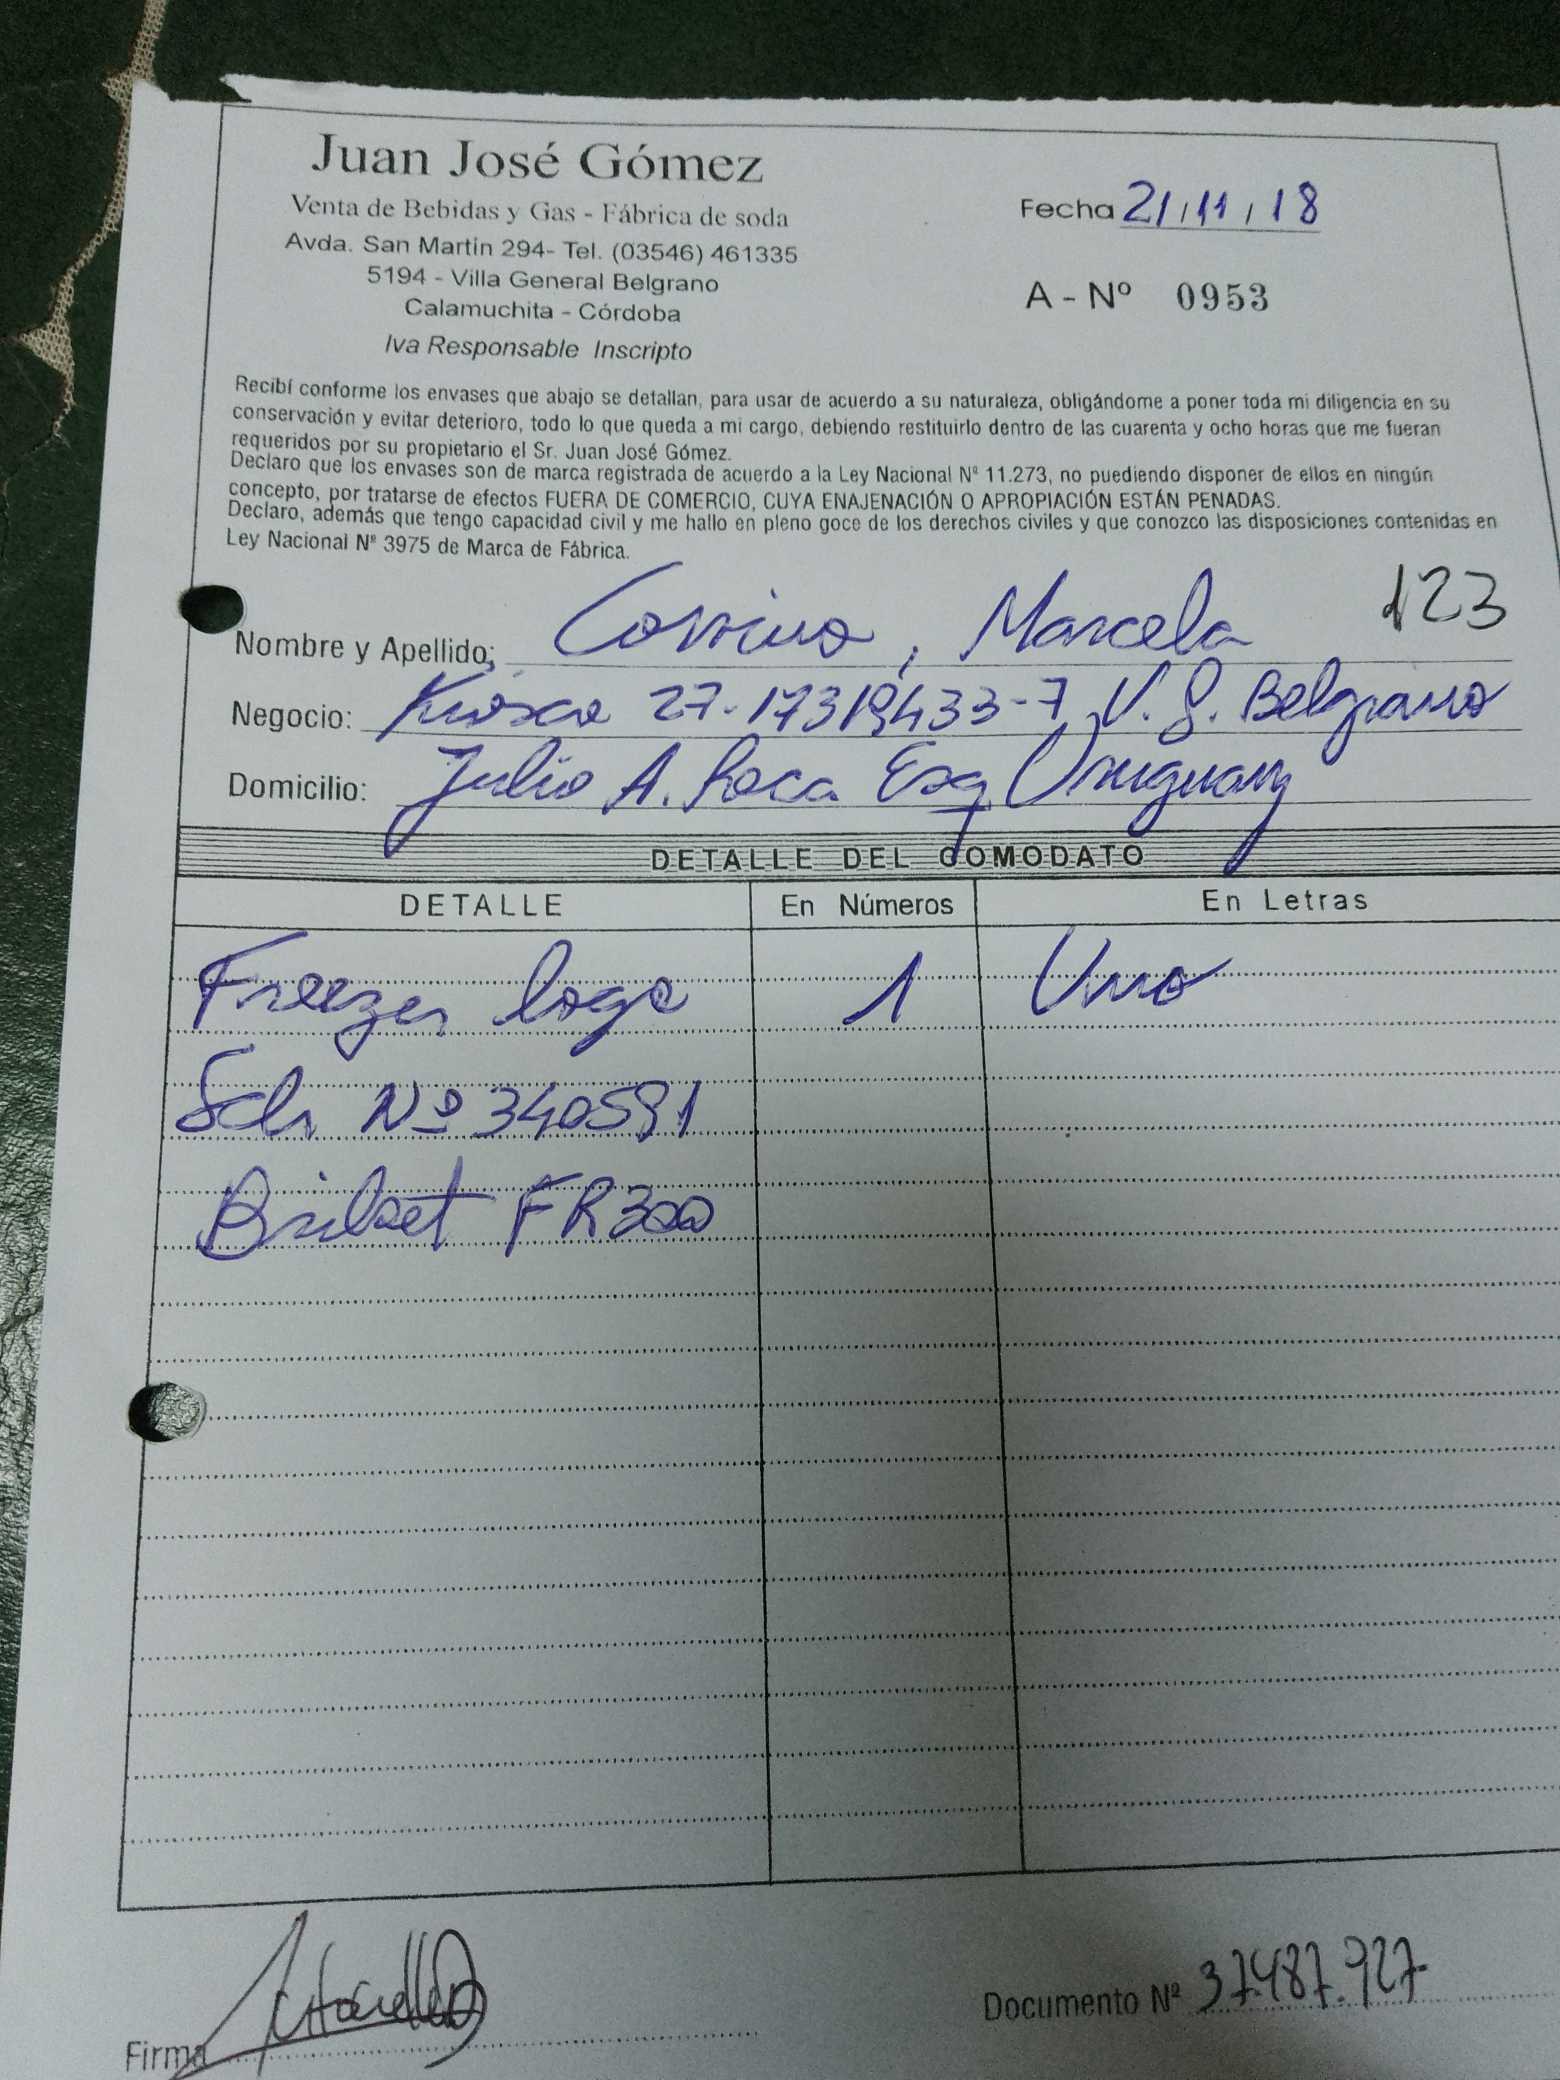 Juan José Gómez
Venta de Bebidas y Gas - Fábrica de soda
Avda. San Martín 294- Tel. (03546) 461335
5194 - Villa General Belgrano
Calamuchita - Córdoba
Iva Responsable Inscripto
Fecha 21/11/18
A - Nº 0953
Recibí conforme los envases que abajo se detallan, para usar de acuerdo a su naturaleza, obligándome a poner toda mi diligencia en su
conservación y evitar deterioro, todo lo que queda a mi cargo, debiendo restituirlo dentro de las cuarenta y ocho horas que me fueran
requeridos por su propietario el Sr. Juan José Gómez.
Declaro que los envases son de marca registrada de acuerdo a la Ley Nacional Nº 11.273, no puediendo disponer de ellos en ningún
concepto, por tratarse de efectos FUERA DE COMERCIO, CUYA ENAJENACIÓN O APROPIACIÓN ESTÁN PENADAS.
Declaro, además que tengo capacidad civil y me hallo en pleno goce de los derechos civiles y que conozco las disposiciones contenidas en
Ley Nacional Nº 3975 de Marca de Fábrica.
123
Nombre y Apellido: , Marcela
Negocio: Kiosco 27-17319433-7 V. G. Belgrano
Domicilio: Julio A. Roca Esq Uruguay
DETALLE DEL COMODATO
DETALLE En Números En Letras
Freezer 1 Uno
Nº 340591
Briket FR300
Firma
Documento Nº 37.487.927